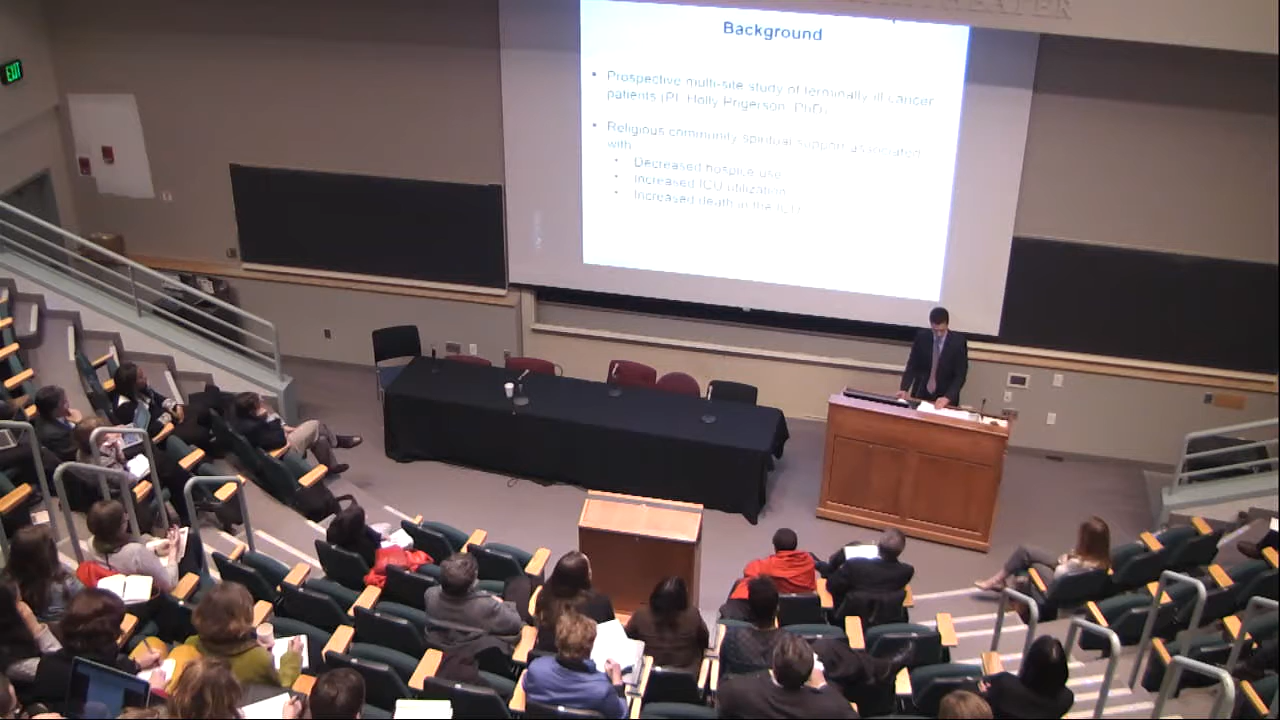 THEATER
Background
EXIT
• Prospective multi-site study of terminally ill cancer
patients (PI: Holly Prigerson, PhD)
• Religious community spiritual support associated
with
• Decreased hospice use
• Increased ICU utilization
• Increased death in the ICU